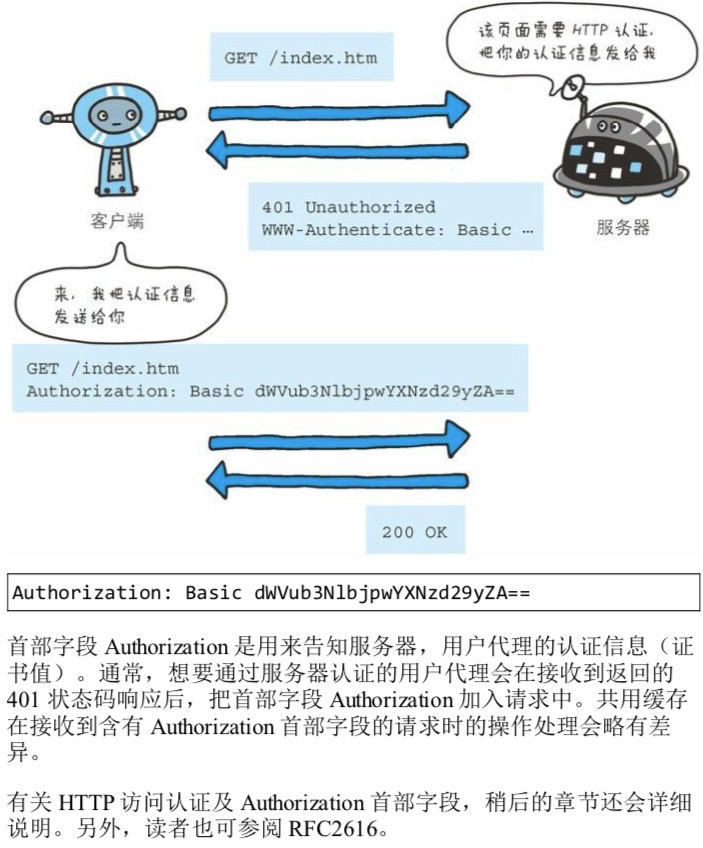 该页面需要 HTTP 认证,
把你的认证信息发给我
GET /index.htm
401 Unauthorized
WWW-Authenticate: Basic …
客户端
服务器
来, 我把认证信息
发送给你
GET /index.htm
Authorization: Basic dWVub3NlbjpwYXNzd29yZA==
200 OK
Authorization: Basic dWVub3NlbjpwYXNzd29yZA==
首部字段 Authorization 是用来告知服务器，用户代理的认证信息（证
书值）。通常，想要通过服务器认证的用户代理会在接收到返回的
401 状态码响应后，把首部字段 Authorization 加入请求中。共用缓存
在接收到含有 Authorization 首部字段的请求时的操作处理会略有差
异。
有关 HTTP 访问认证及 Authorization 首部字段，稍后的章节还会详细
说明。另外，读者也可参阅 RFC2616。